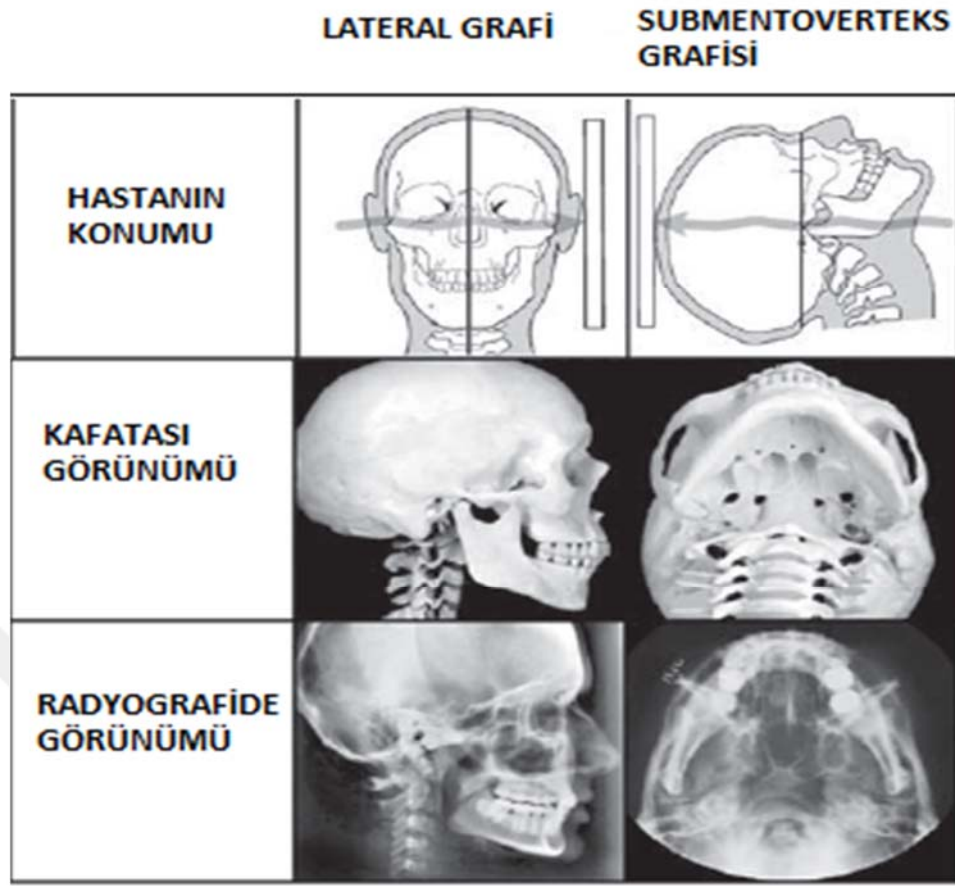 LATERAL GRAFİ
SUBMENTOVERTEKS
GRAFİSİ
HASTANIN
KONUMU
KAFATASI
GÖRÜNÜMÜ
RADYOGRAFİDE
GÖRÜNÜMÜ